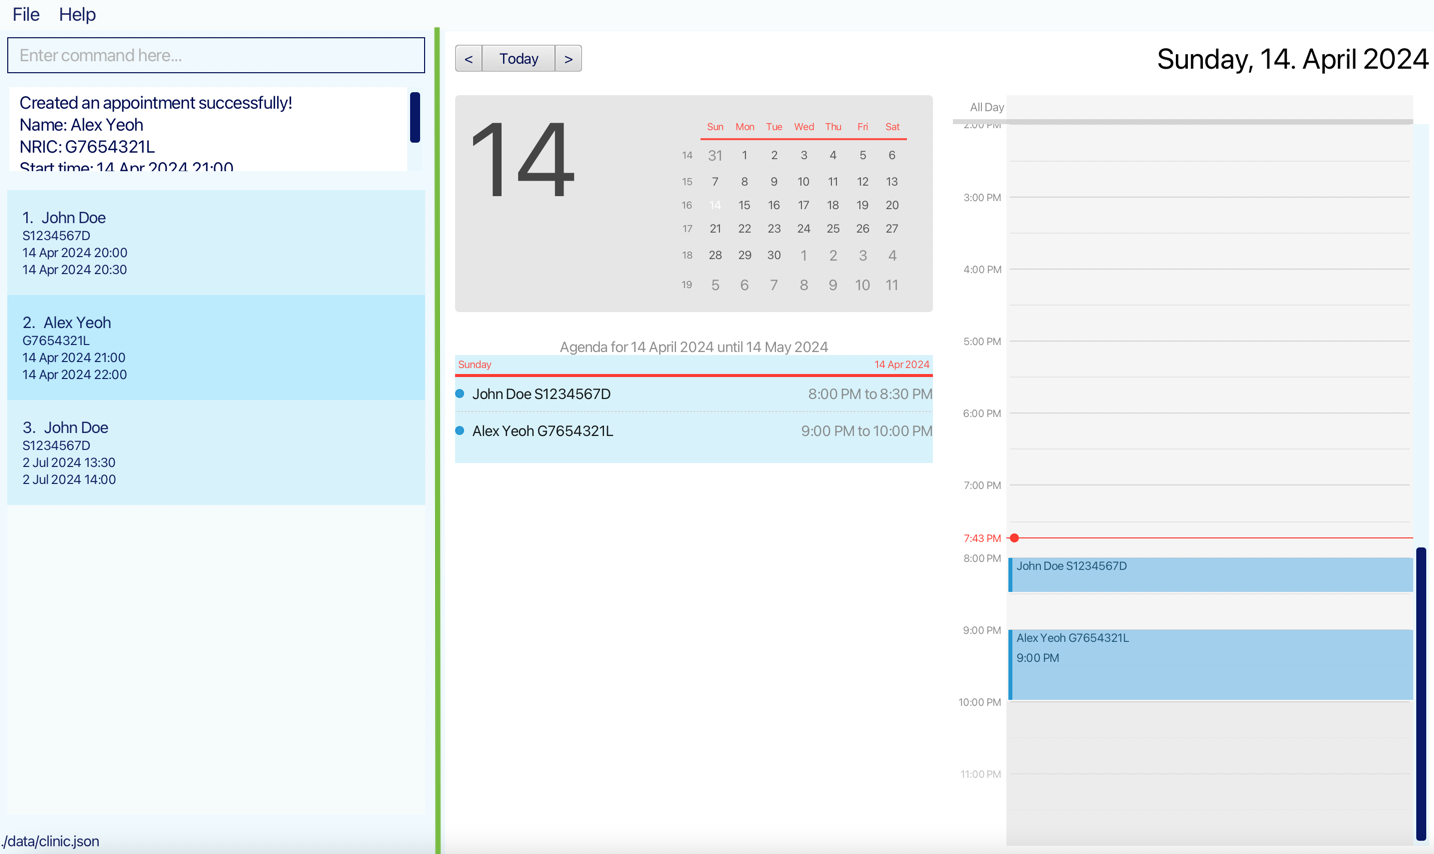 File Help
Enter command here...
Created an appointment successfully!
Name: Alex Yeoh
NRIC: G7654321L
Start time: 14 Apr 2024 21:00
1. John Doe
S1234567D
14 Apr 2024 20:00
14 Apr 2024 20:30
2. Alex Yeoh
G7654321L
14 Apr 2024 21:00
14 Apr 2024 22:00
3. John Doe
S1234567D
2 Jul 2024 13:30
2 Jul 2024 14:00
./data/clinic.json
< Today >
Sunday, 14. April 2024
14
Sun Mon Tue Wed Thu Fri Sat
14 31 1 2 3 4 5 6
15 7 8 9 10 11 12 13
16 14 15 16 17 18 19 20
17 21 22 23 24 25 26 27
18 28 29 30 1 2 3 4
19 5 6 7 8 9 10 11
Agenda for 14 April 2024 until 14 May 2024
Sunday 14 Apr 2024
John Doe S1234567D 8:00 PM to 8:30 PM
Alex Yeoh G7654321L 9:00 PM to 10:00 PM
All Day
2:00 PM
3:00 PM
4:00 PM
5:00 PM
6:00 PM
7:00 PM
7:43 PM
8:00 PM
John Doe S1234567D
9:00 PM
Alex Yeoh G7654321L
9:00 PM
10:00 PM
11:00 PM